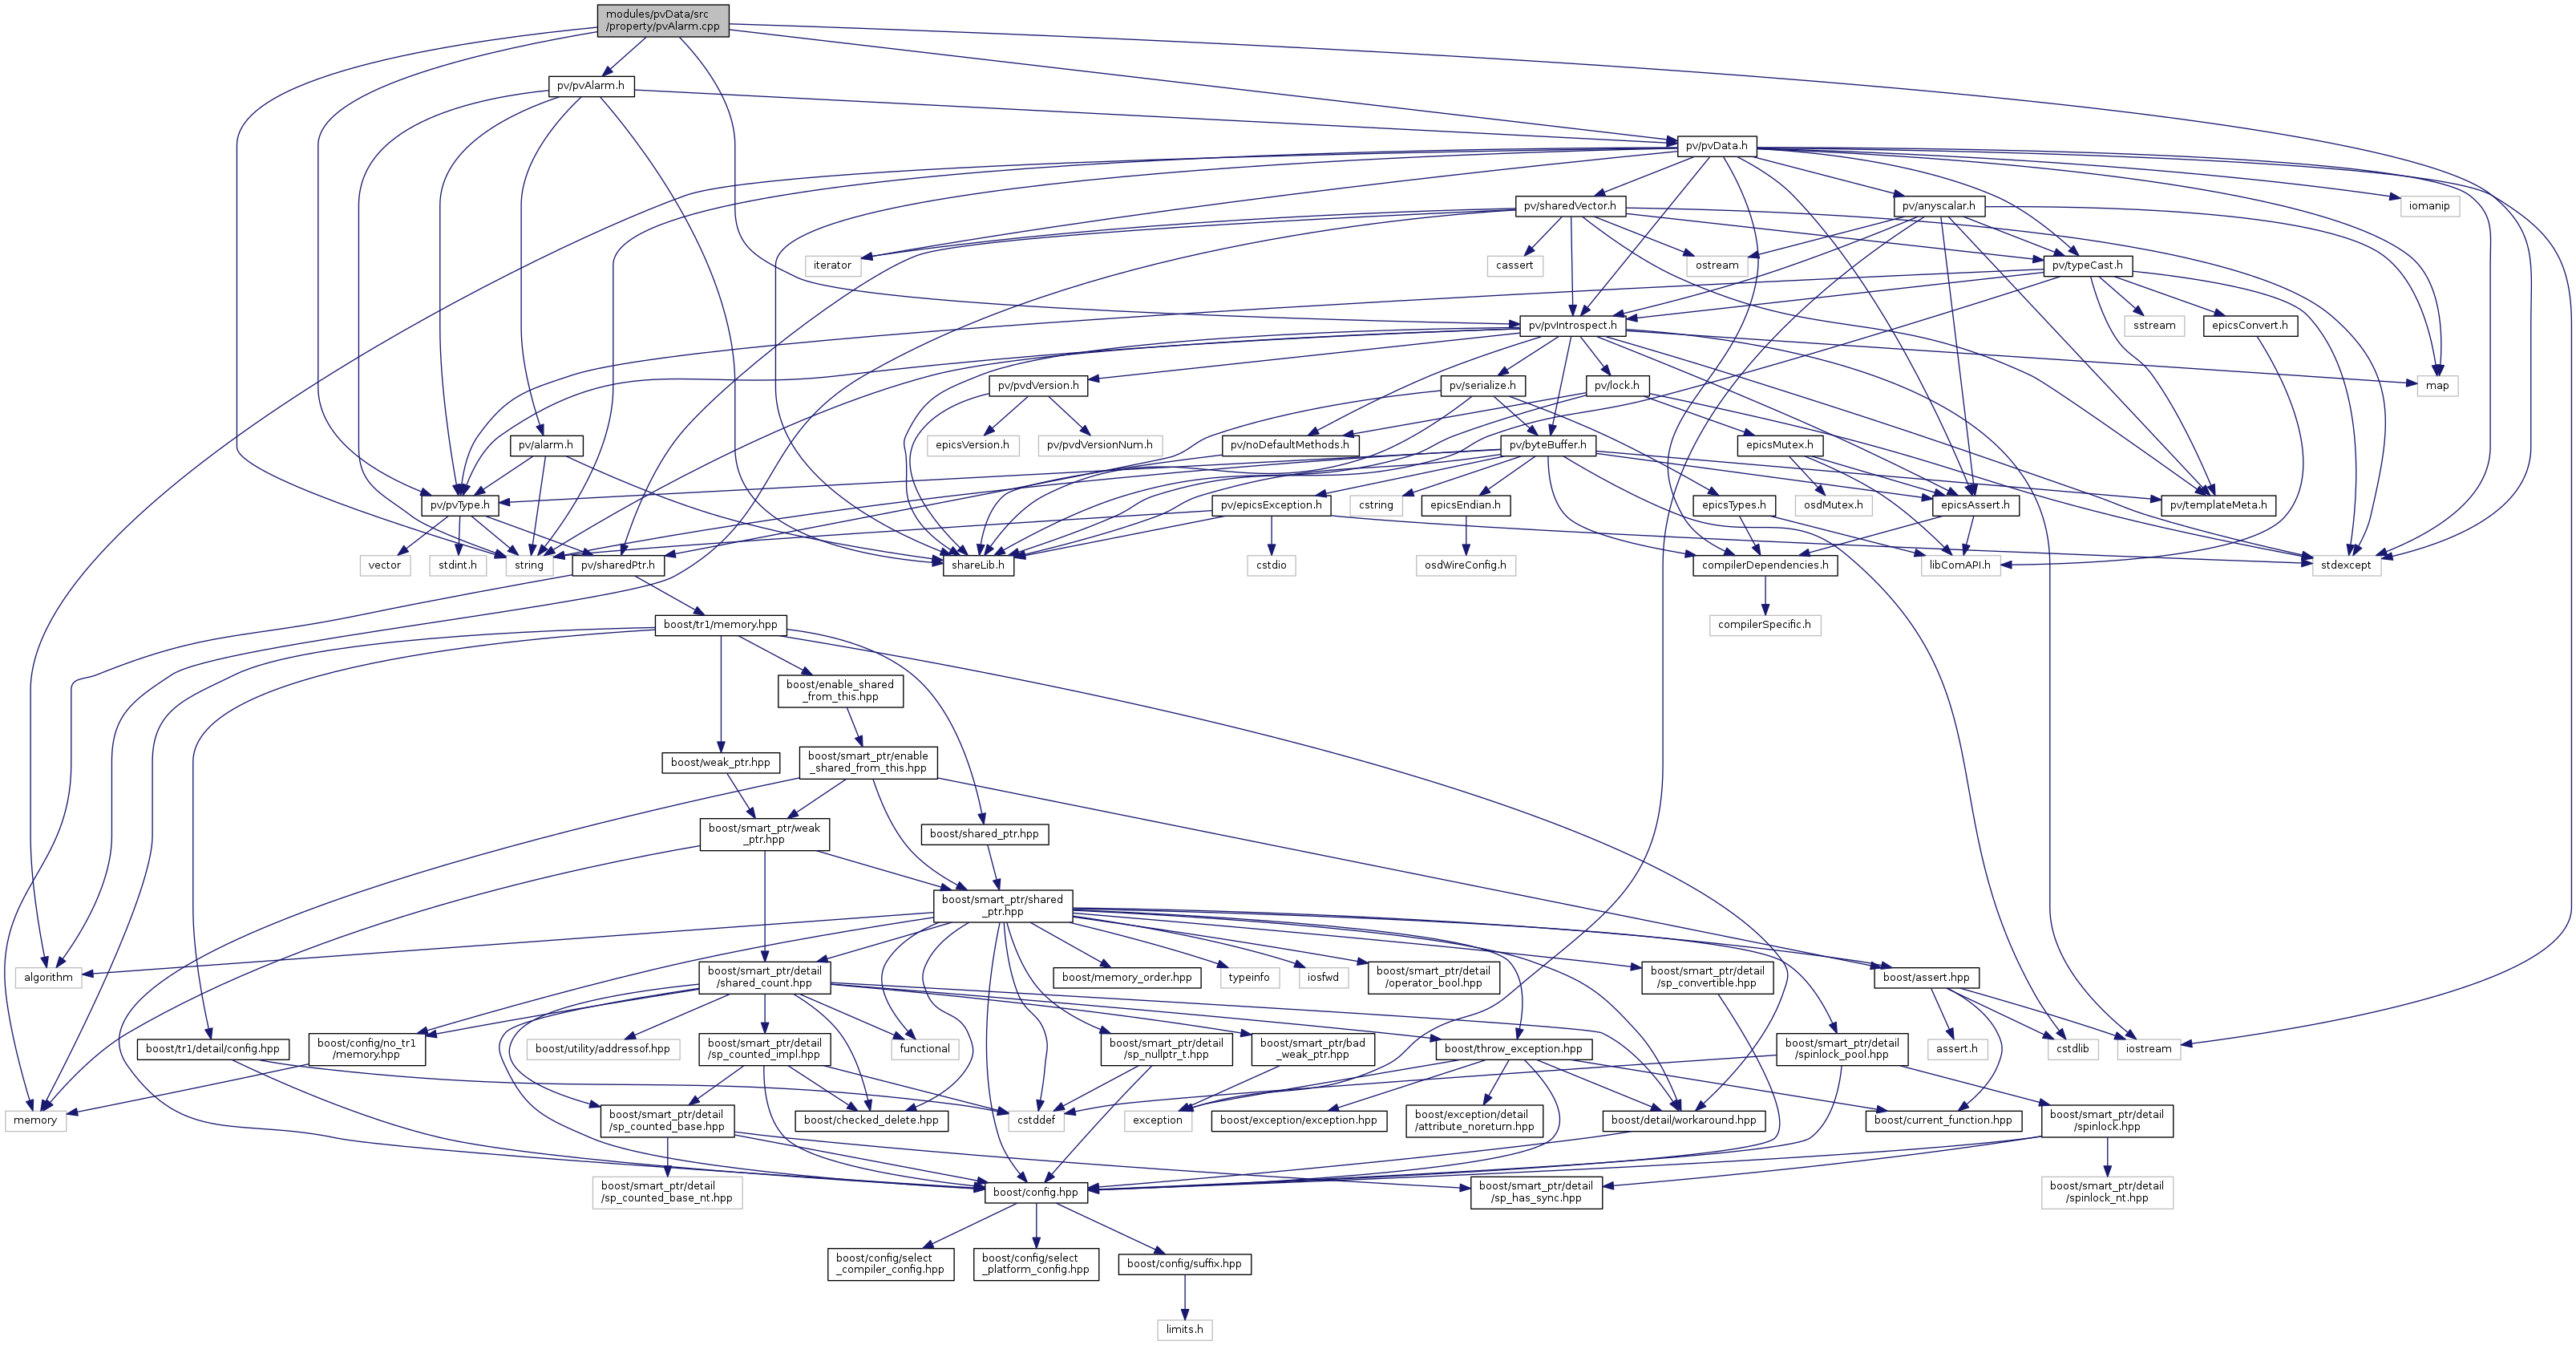 modules/pvData/src
/property/pvAlarm.cpp
pv/pvAlarm.h
pv/pvData.h
pv/sharedVector.h
pv/anyscalar.h
iomanip
iterator
cassert
ostream
pv/typeCast.h
pv/pvIntrospect.h
sstream
epicsConvert.h
pv/pvdVersion.h
pv/serialize.h
pv/lock.h
map
pv/alarm.h
epicsVersion.h
pv/pvdVersionNum.h
pv/noDefaultMethods.h
pv/byteBuffer.h
epicsMutex.h
pv/pvType.h
pv/epicsException.h
cstring
epicsEndian.h
epicsTypes.h
osdMutex.h
epicsAssert.h
pv/templateMeta.h
vector
stdint.h
string
pv/sharedPtr.h
shareLib.h
cstdio
osdWireConfig.h
compilerDependencies.h
libComAPI.h
stdexcept
boost/tr1/memory.hpp
compilerSpecific.h
boost/enable_shared
_from_this.hpp
boost/weak_ptr.hpp
boost/smart_ptr/enable
_shared_from_this.hpp
boost/smart_ptr/weak
_ptr.hpp
boost/shared_ptr.hpp
boost/smart_ptr/shared
_ptr.hpp
algorithm
boost/smart_ptr/detail
/shared_count.hpp
boost/memory_order.hpp
typeinfo
iosfwd
boost/smart_ptr/detail
/operator_bool.hpp
boost/smart_ptr/detail
/sp_convertible.hpp
boost/assert.hpp
boost/tr1/detail/config.hpp
boost/config/no_tr1
/memory.hpp
boost/utility/addressof.hpp
boost/smart_ptr/detail
/sp_counted_impl.hpp
functional
boost/smart_ptr/detail
/sp_nullptr_t.hpp
boost/smart_ptr/bad
_weak_ptr.hpp
boost/throw_exception.hpp
boost/smart_ptr/detail
/spinlock_pool.hpp
assert.h
cstdlib
iostream
memory
boost/smart_ptr/detail
/sp_counted_base.hpp
boost/checked_delete.hpp
cstddef
exception
boost/exception/exception.hpp
boost/exception/detail
/attribute_noreturn.hpp
boost/detail/workaround.hpp
boost/current_function.hpp
boost/smart_ptr/detail
/spinlock.hpp
boost/smart_ptr/detail
/sp_counted_base_nt.hpp
boost/config.hpp
boost/smart_ptr/detail
/sp_has_sync.hpp
boost/smart_ptr/detail
/spinlock_nt.hpp
boost/config/select
_compiler_config.hpp
boost/config/select
_platform_config.hpp
boost/config/suffix.hpp
limits.h